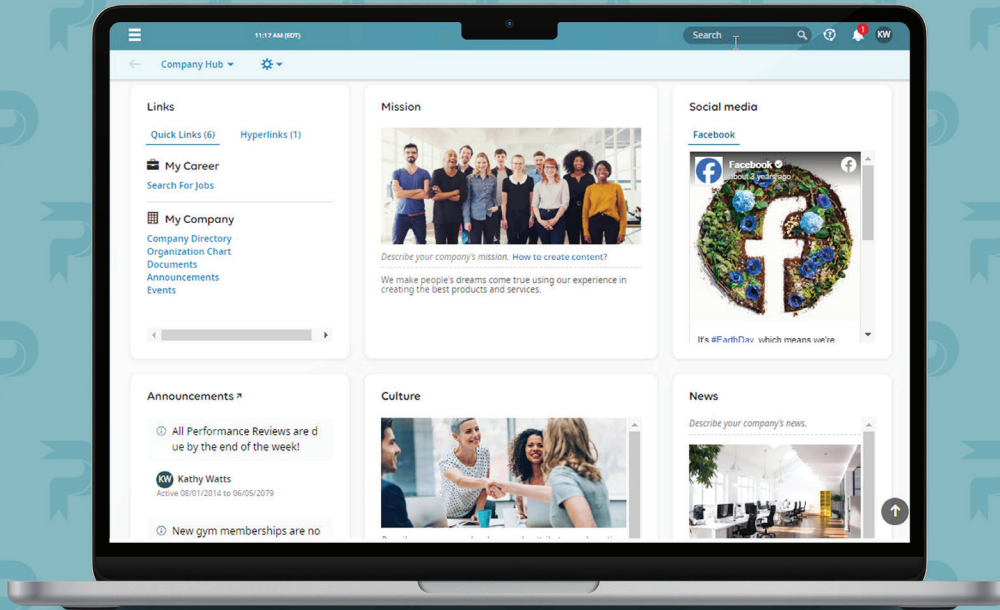 11:17 AM (EDT)
Search
1
KW
Company Hub
Links
Quick Links (6) Hyperlinks (1)
My Career
Search For Jobs
My Company
Company Directory
Organization Chart
Documents
Announcements
Events
Mission
Describe your company's mission. How to create content?
We make people's dreams come true using our experience in
creating the best products and services.
Social media
Facebook
Facebook
about 3 years ago
It's #EarthDay, which means we're
Announcements
All Performance Reviews are d
ue by the end of the week!
KW Kathy Watts
Active 08/01/2014 to 06/05/2079
New gym memberships are no
Culture
News
Describe your company's news.